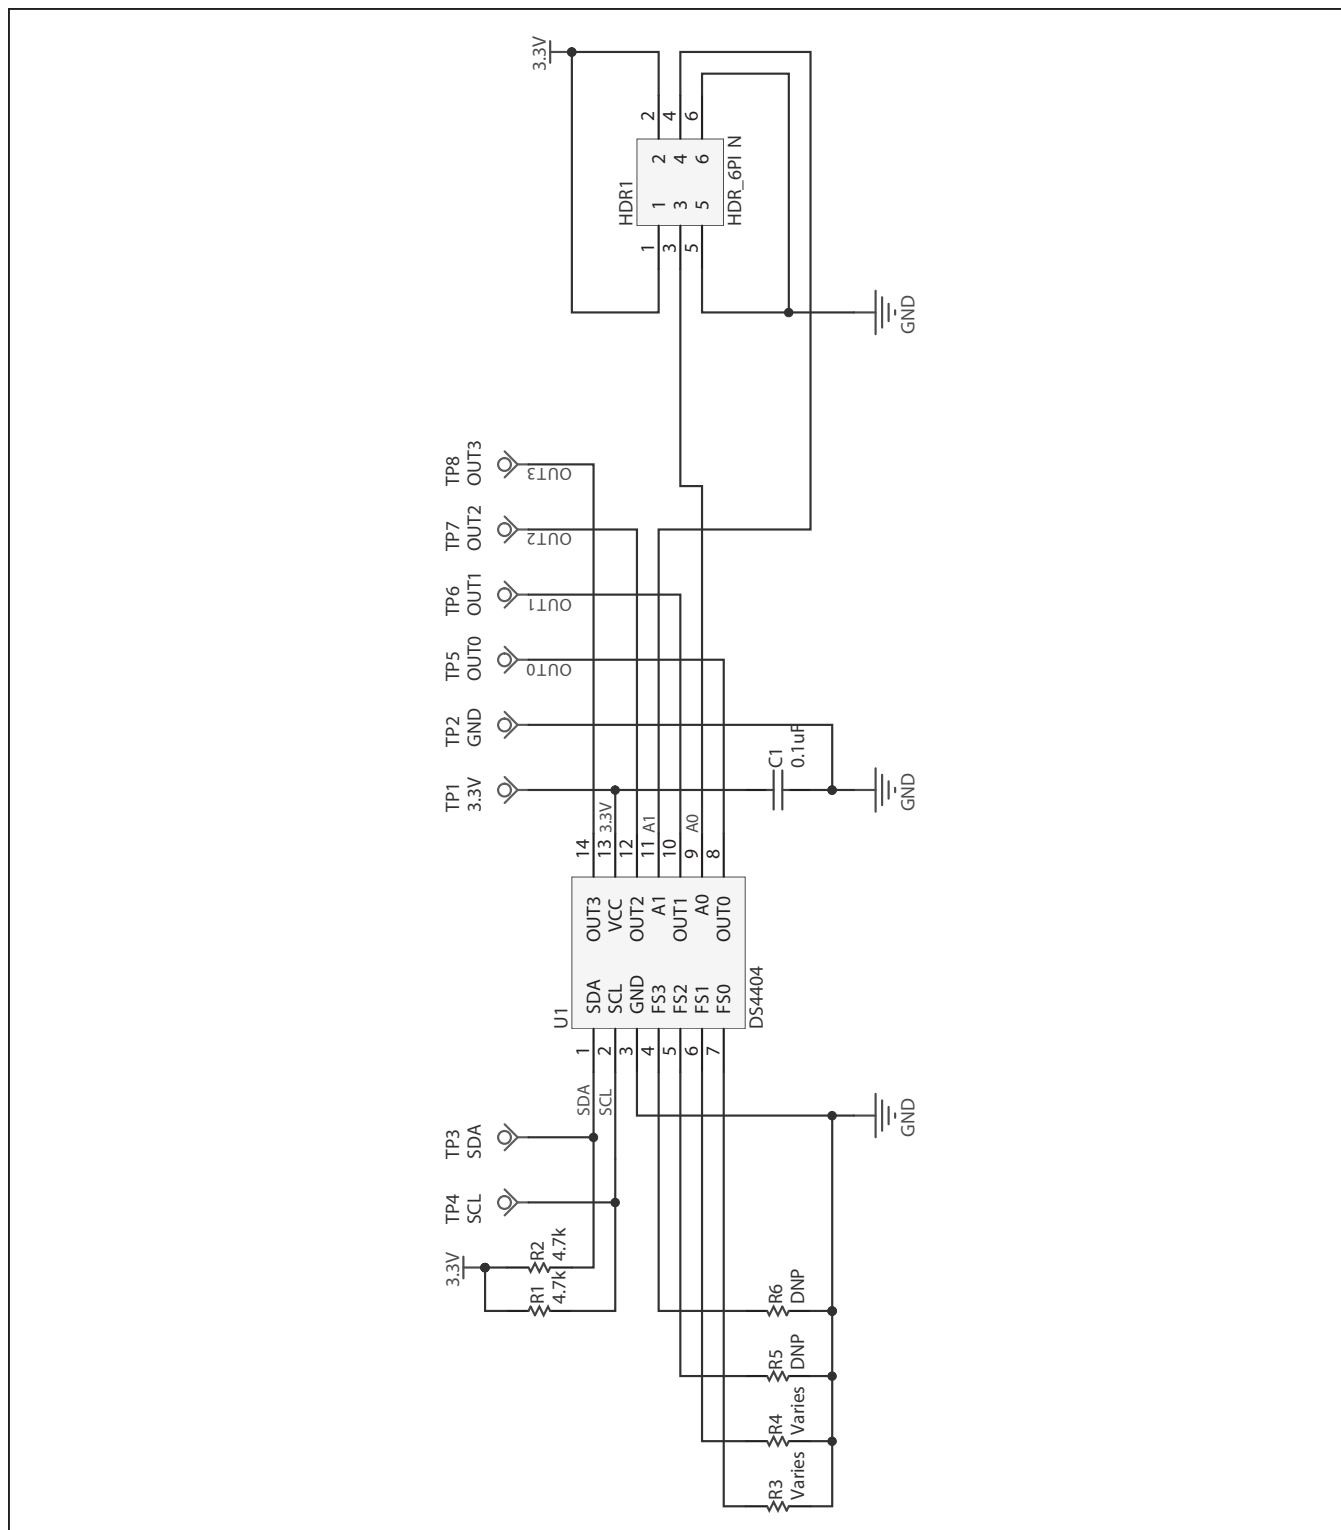 3.3V
2
4
6
HDR1
2
4
6
1
3
5
HDR_6PI N
1
3
5
GND
TP8
OUT3
OUT3
TP7
OUT2
OUT2
TP6
OUT1
OUT1
TP5
OUT0
OUT0
TP2
GND
TP1
3.3V
C1
0.1uF
GND
14
13
3.3V
12
11
A1
10
9
A0
8
OUT3
VCC
OUT2
A1
OUT1
A0
OUT0
U1
SDA
SCL
GND
FS3
FS2
FS1
FS0
DS4404
1
2
3
4
5
6
7
SDA
SCL
GND
TP3
SDA
TP4
SCL
3.3V
R2
4.7k
R1
4.7k
R6
DNP
R5
DNP
R4
Varies
R3
Varies